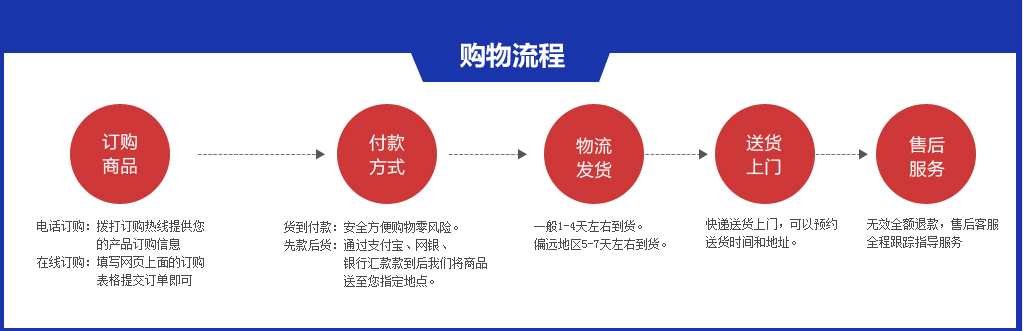 购物流程
订购
商品
付款
方式
物流
发货
送货
上门
售后
服务
电话订购：拨打订购热线提供您
的产品订购信息
在线订购：填写网页上面的订购
表格提交订单即可
货到付款：安全方便购物零风险。
先款后货：通过支付宝、网银、
银行汇款款到后我们将商品
送至您指定地点。
一般1-4天左右到货。
偏远地区5-7天左右到货。
快递送货上门，可以预约
送货时间和地址。
无效全额退款，售后客服
全程跟踪指导服务